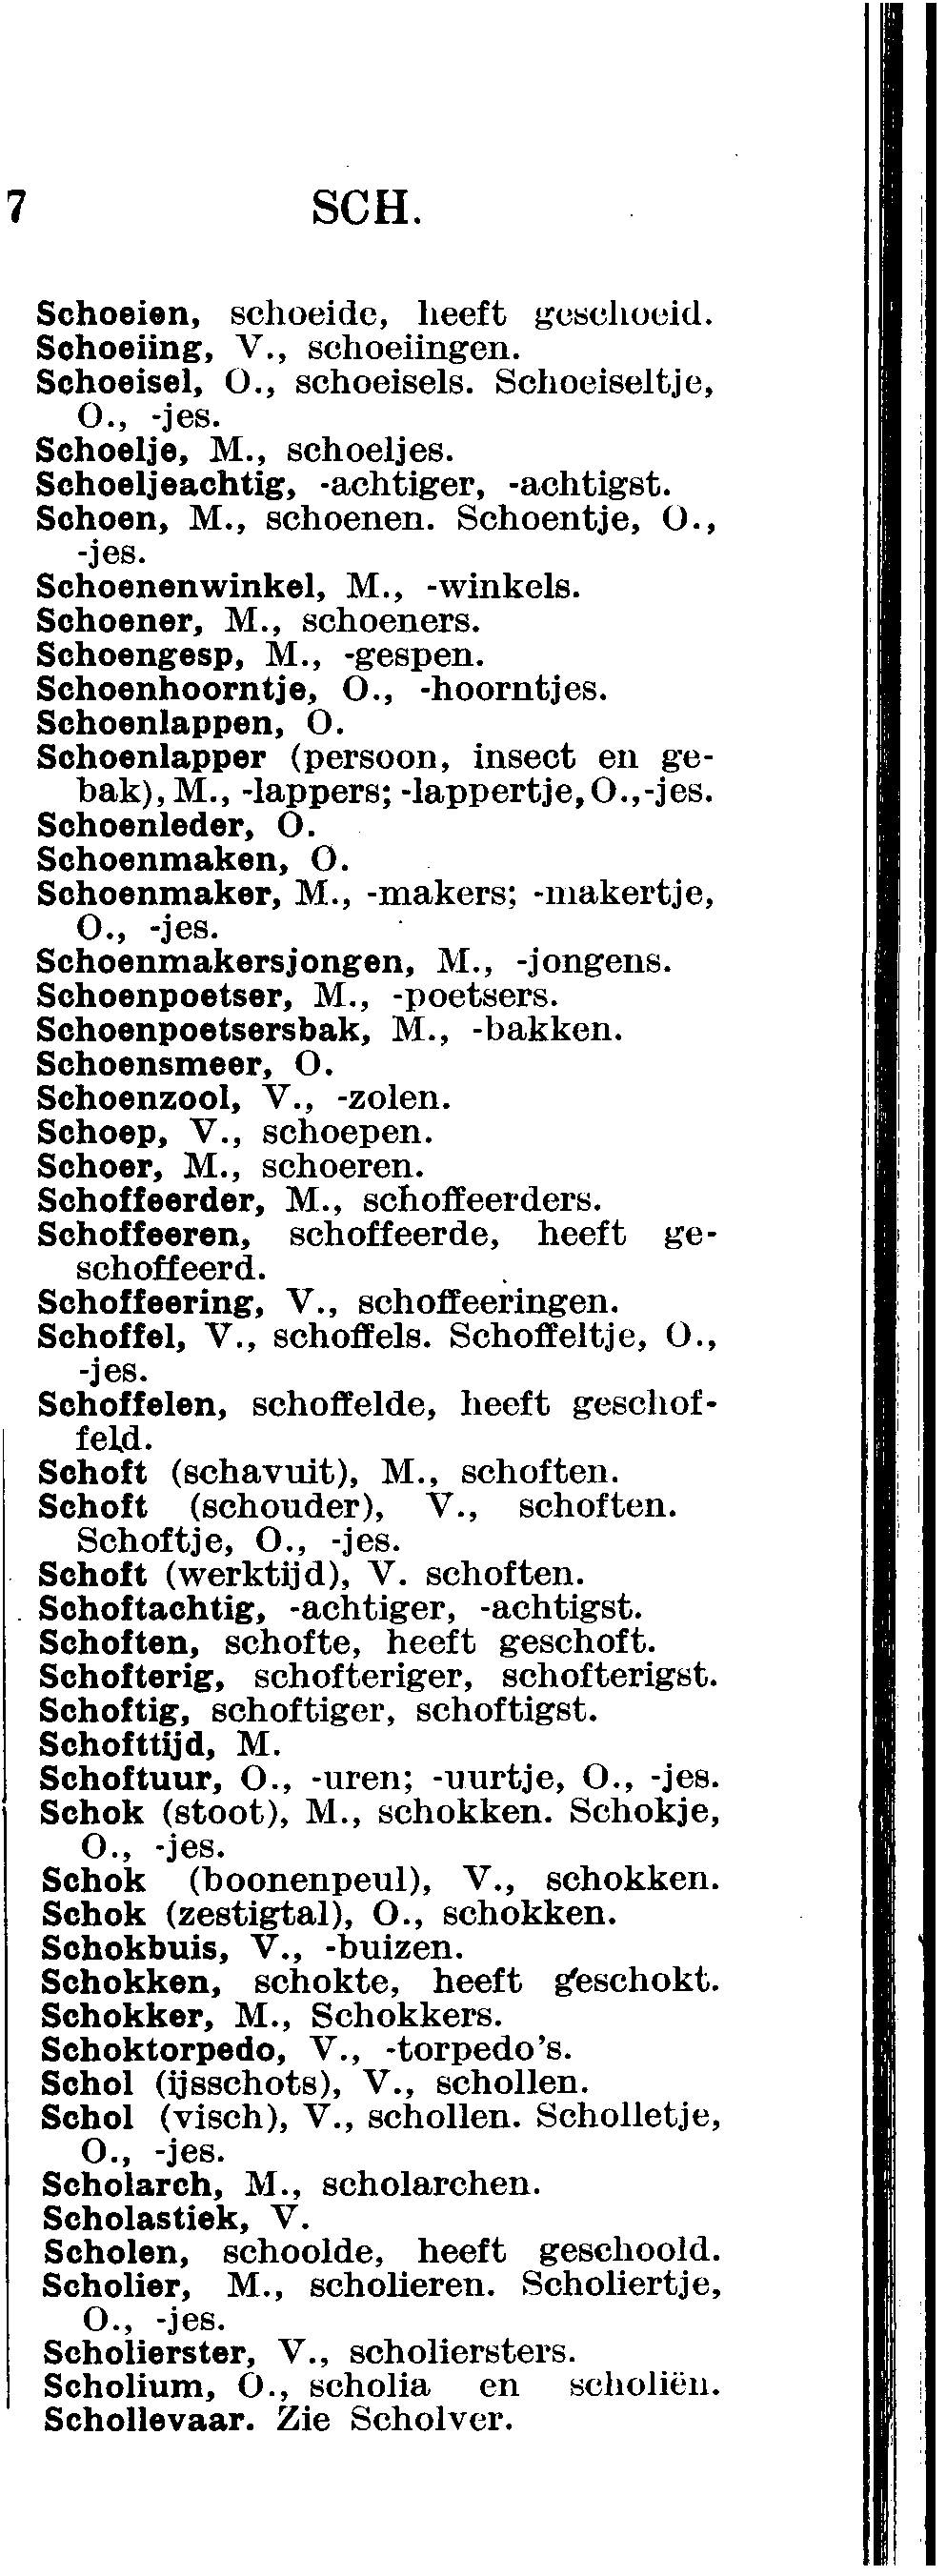 7 SCH.
Schoeien, schoeide, heeft geschoeid.
Schoeiing, V., schoeiingen.
Schoeisel, O., schoeisels. Schoeiseltje,
O., -jes.
Schoelje, M., schoeljes.
Schoeljeachtig, -achtiger, -achtigst.
Schoen, M., schoenen. Schoentje, O.,
-jes.
Schoenenwinkel, M., -winkels.
Schoener, M., schoeners.
Schoengesp, M., -gespen.
Schoenhoorntje, O., -hoorntjes.
Schoenlappen, O.
Schoenlapper (persoon, insect en ge-
bak), M., -lappers; -lappertje, O., -jes.
Schoenleder, O.
Schoenmaken, O.
Schoenmaker, M., -makers; -makertje,
O., -jes.
Schoenmakersjongen, M., -jongens.
Schoenpoetser, M., -poetsers.
Schoenpoetsersbak, M., -bakken.
Schoensmeer, O.
Schoenzool, V., -zolen.
Schoep, V., schoepen.
Schoer, M., schoeren.
Schoffeerder, M., schoffeerders.
Schoffeeren, schoffeerde, heeft ge-
schoffeerd.
Schoffeering, V., schoffeeringen.
Schoffel, V., schoffels. Schoffeltje, O.,
-jes.
Schoffelen, schoffelde, heeft geschof-
feld.
Schoft (schavuit), M., schoften.
Schoft (schouder), V., schoften.
Schoftje, O., -jes.
Schoft (werktijd), V. schoften.
Schoftachtig, -achtiger, -achtigst.
Schoften, schofte, heeft geschoft.
Schofterig, schofteriger, schofterigst.
Schoftig, schoftiger, schoftigst.
Schofttijd, M.
Schoftuur, O., -uren; -uurtje, O., -jes.
Schok (stoot), M., schokken. Schokje,
O., -jes.
Schok (boonenpeul), V., schokken.
Schok (zestigtal), O., schokken.
Schokbuis, V., -buizen.
Schokken, schokte, heeft geschokt.
Schokker, M., Schokkers.
Schoktorpedo, V., -torpedo's.
Schol (ijsschots), V., schollen.
Schol (visch), V., schollen. Scholletje,
O., -jes.
Scholarch, M., scholarchen.
Scholastiek, V.
Scholen, schoolde, heeft geschoold.
Scholier, M., scholieren. Scholiertje,
O., -jes.
Scholierster, V., scholiersters.
Scholium, O., scholia en scholiën.
Schollevaar. Zie Scholver.